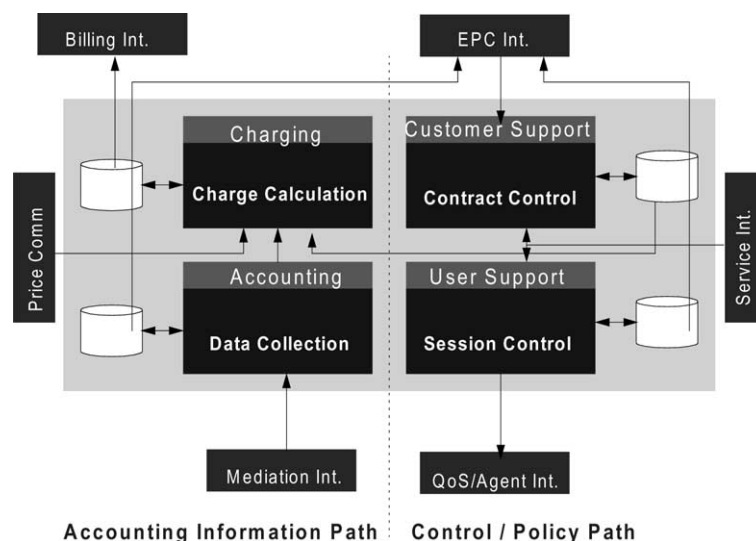 Billing Int.
EPC Int.
Charging
Charge Calculation
Customer Support
Contract Control
Price Comm
Service Int.
Accounting
Data Collection
User Support
Session Control
Mediation Int.
QoS/Agent Int.
Accounting Information Path
Control / Policy Path